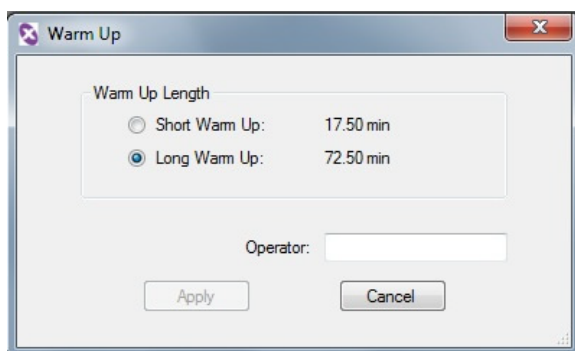 Warm Up
Warm Up Length
Short Warm Up: 17.50 min
Long Warm Up: 72.50 min
Operator:
Apply Cancel